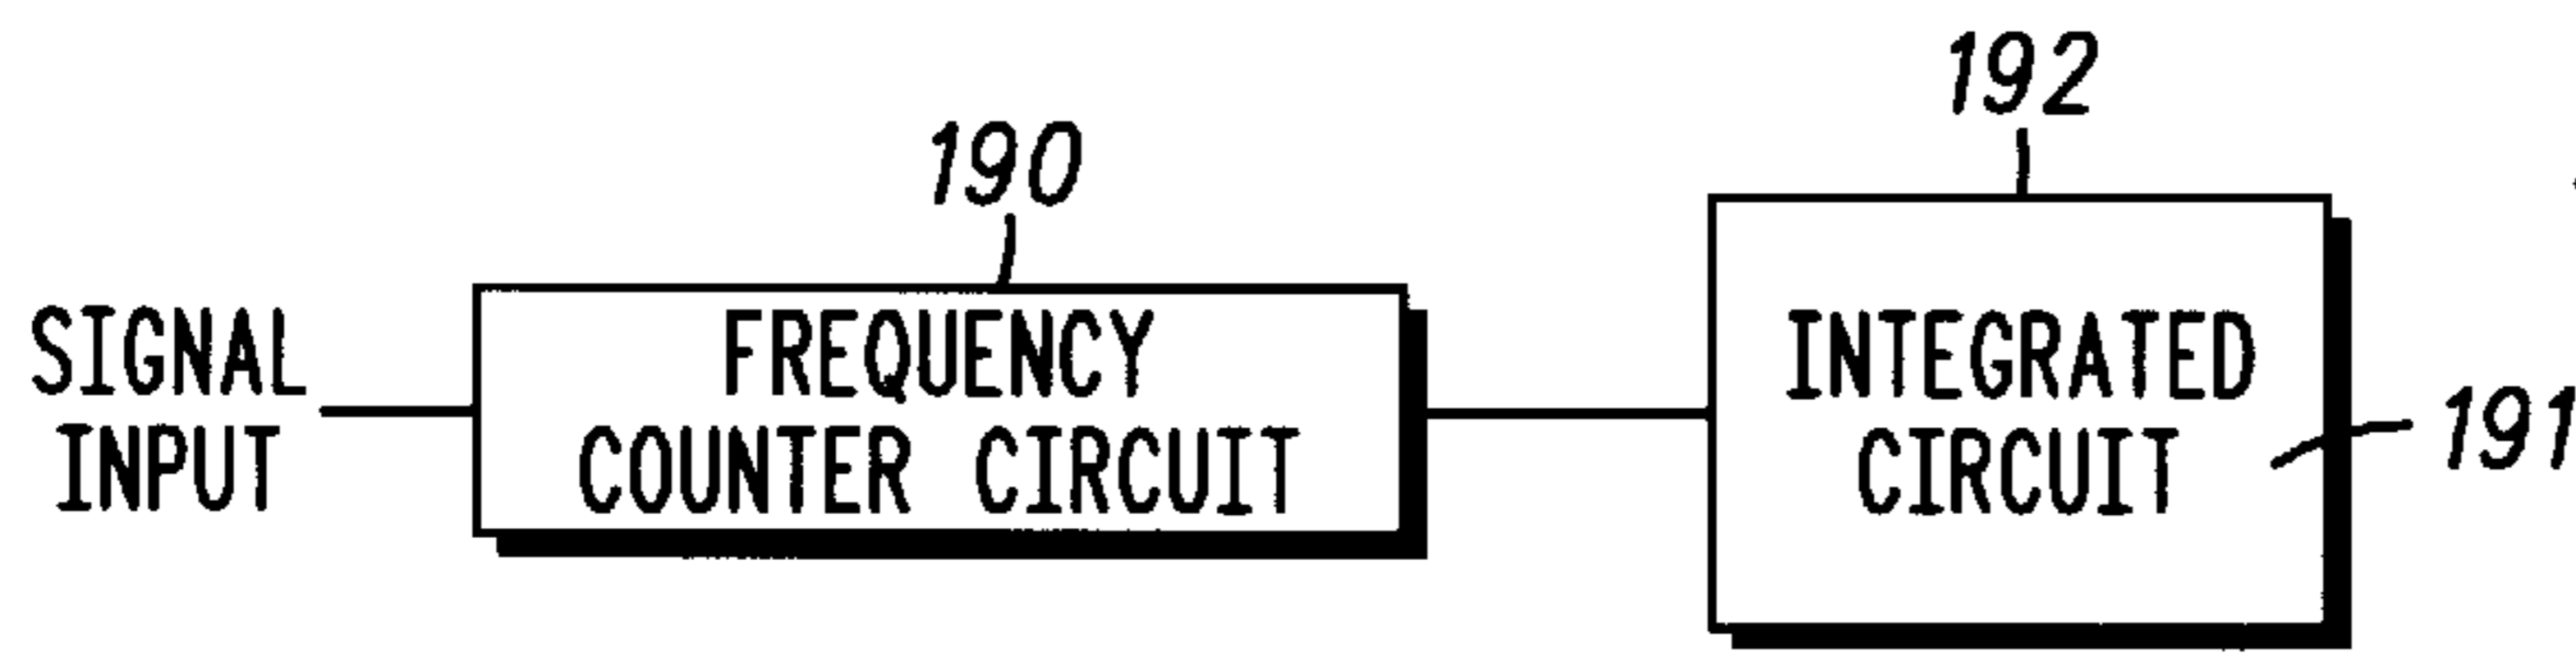 192
190
SIGNAL
INPUT
FREQUENCY
COUNTER CIRCUIT
INTEGRATED
CIRCUIT
191